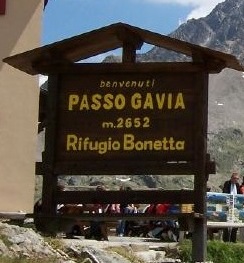 benvenuti
PASSO GAVIA
m.2652
Rifugio Bonetta